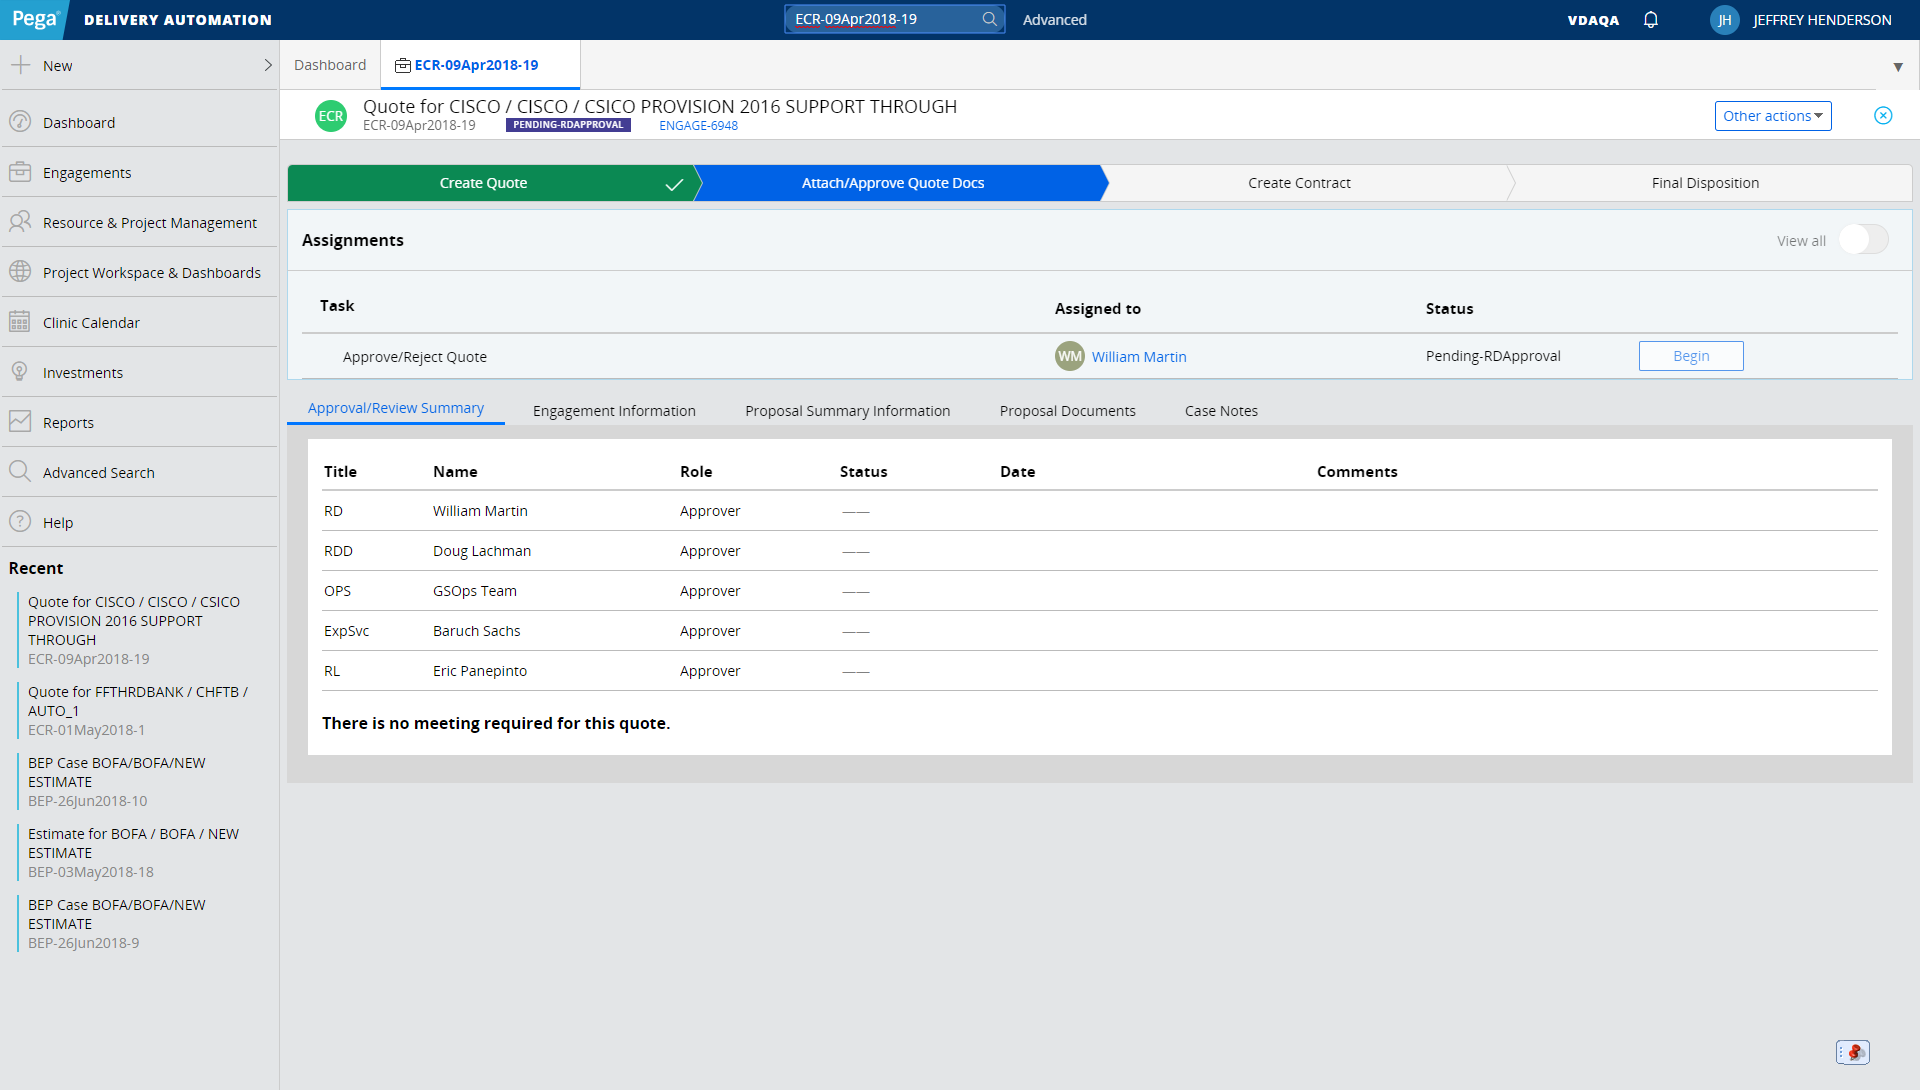 Pega DELIVERY AUTOMATION
ECR-09Apr2018-19
Advanced
VDAQA
JH JEFFREY HENDERSON
New
Dashboard
Engagements
Resource & Project Management
Project Workspace & Dashboards
Clinic Calendar
Investments
Reports
Advanced Search
Help
Recent
Quote for CISCO / CISCO / CSICO
PROVISION 2016 SUPPORT
THROUGH
ECR-09Apr2018-19
Quote for FFTHRDBANK / CHFTB /
AUTO_1
ECR-01May2018-1
BEP Case BOFA/BOFA/NEW
ESTIMATE
BEP-26Jun2018-10
Estimate for BOFA / BOFA / NEW
ESTIMATE
BEP-03May2018-18
BEP Case BOFA/BOFA/NEW
ESTIMATE
BEP-26Jun2018-9
Dashboard ECR-09Apr2018-19
ECR Quote for CISCO / CISCO / CSICO PROVISION 2016 SUPPORT THROUGH
ECR-09Apr2018-19 PENDING-RDAPPROVAL ENGAGE-6948
Other actions
Create Quote Attach/Approve Quote Docs Create Contract Final Disposition
Assignments View all
Task Assigned to Status
Approve/Reject Quote WM William Martin Pending-RDApproval Begin
Approval/Review Summary Engagement Information Proposal Summary Information Proposal Documents Case Notes
Title Name Role Status Date Comments
RD William Martin Approver ——
RDD Doug Lachman Approver ——
OPS GSOps Team Approver ——
ExpSvc Baruch Sachs Approver ——
RL Eric Panepinto Approver ——
There is no meeting required for this quote.